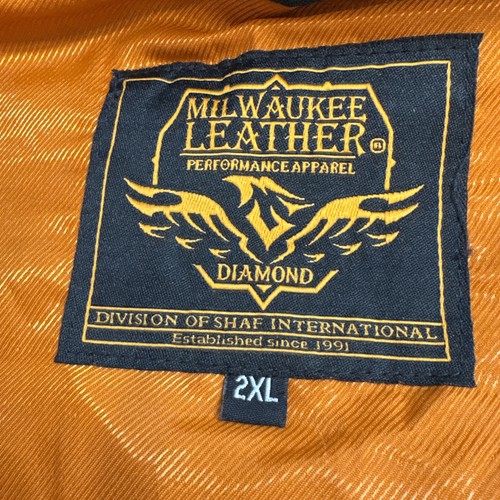 MILWAUKEE
LEATHER
PERFORMANCE APPAREL
DIAMOND
DIVISION OF SHAF INTERNATIONAL
Established since 1991
2XL